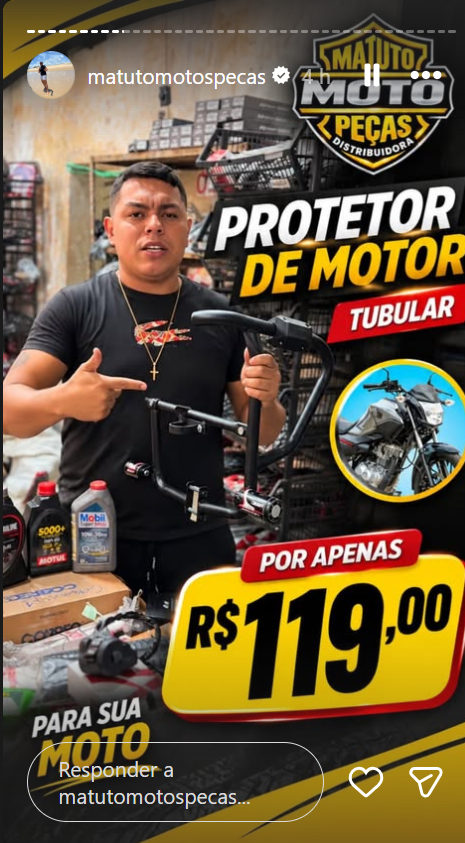 matutomotospecas 4 h
MATUTO
MOTO
PEÇAS
DISTRIBUIDORA
PROTETOR
DE MOTOR
TUBULAR
5000+
MOTUL
Mobil
POR APENAS
R$119,00
PARA SUA
MOTO
Responder a
matutomotospecas...